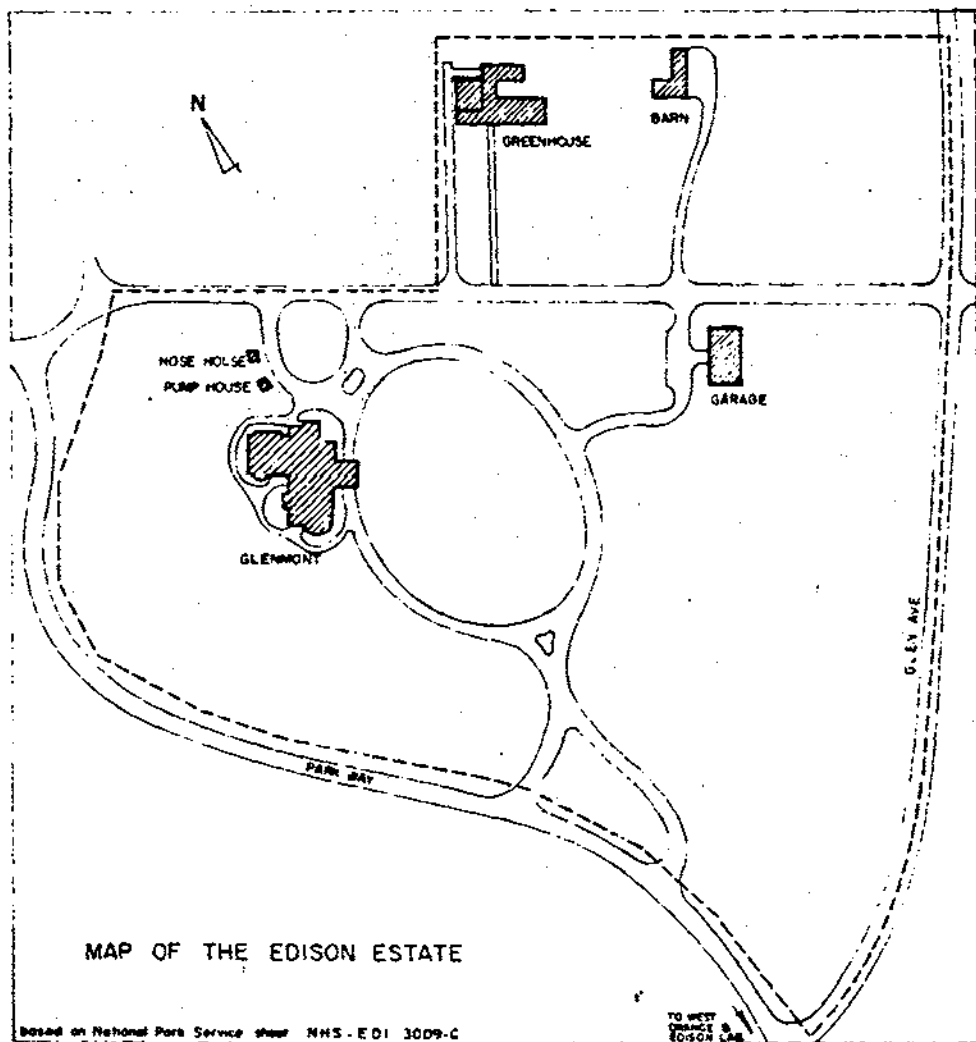 N
GREENHOUSE
BARN
HOSE HOUSE
PUMP HOUSE
GARAGE
GLENMONT
GLEN AVE
PARK WAY
MAP OF THE EDISON ESTATE
based on National Park Service sheet NHS-EDI 3009-C
TO WEST
ORANGE &
EDISON LAB.